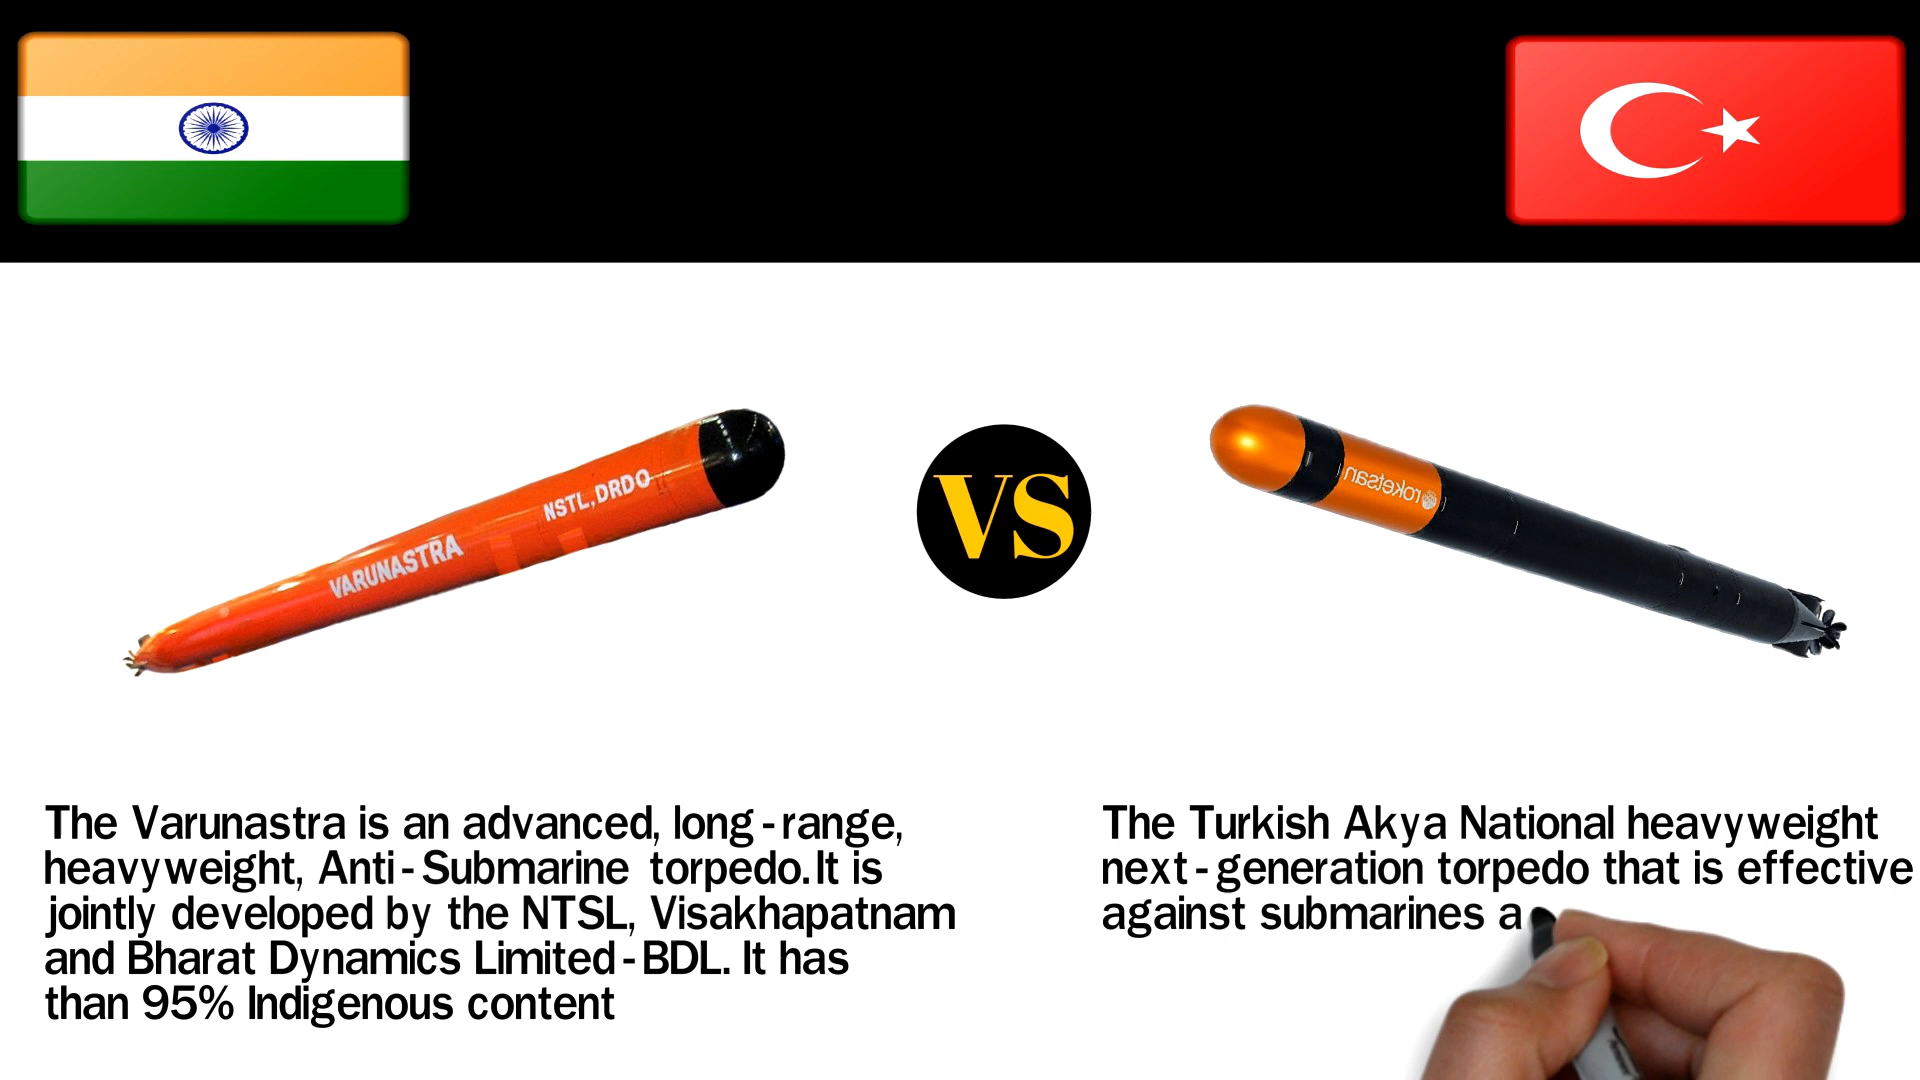 NSTL, DRDO
VARUNASTRA
VS
roketsan
The Varunastra is an advanced, long-range,
heavyweight, Anti-Submarine torpedo. It is
jointly developed by the NTSL, Visakhapatnam
and Bharat Dynamics Limited-BDL. It has
than 95% Indigenous content
The Turkish Akya National heavyweight
next-generation torpedo that is effective
against submarines a